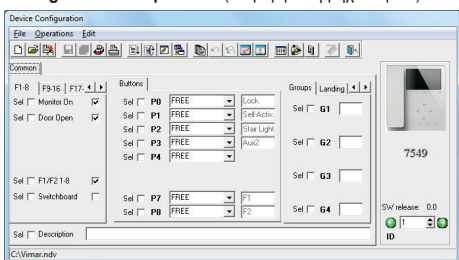 Device Configuration
File Operations Edit
Common
F1-8 F9-16 F17-
Sel Monitor On
Sel Door Open
Sel F1/F2 1-8
Sel Switchboard
Buttons
Sel P0 FREE Lock
Sel P1 FREE Self-Activ.
Sel P2 FREE Stair Light
Sel P3 FREE Aux2
Sel P4 FREE
Sel P7 FREE F1
Sel P8 FREE F2
Groups Landing
Sel G1
Sel G2
Sel G3
Sel G4
7549
SW release: 0.0
1
ID
Sel Description
C:\Vimar.ndv